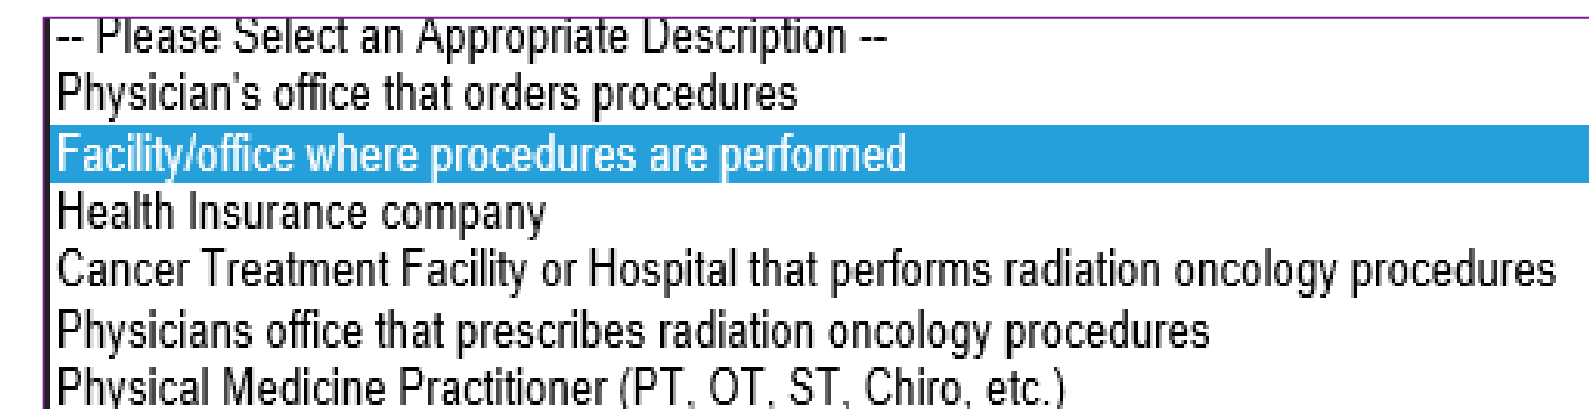 -- Please Select an Appropriate Description --
Physician's office that orders procedures
Facility/office where procedures are performed
Health Insurance company
Cancer Treatment Facility or Hospital that performs radiation oncology procedures
Physicians office that prescribes radiation oncology procedures
Physical Medicine Practitioner (PT, OT, ST, Chiro, etc.)